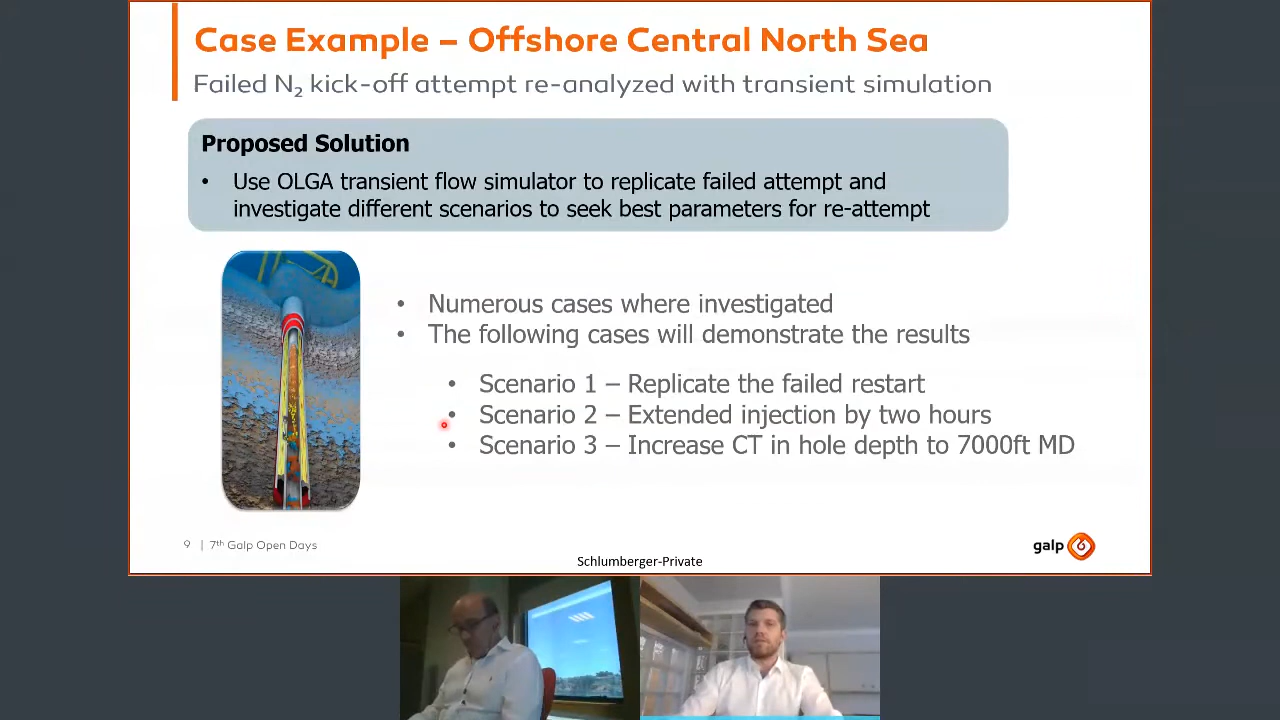 Case Example – Offshore Central North Sea
Failed N₂ kick-off attempt re-analyzed with transient simulation
Proposed Solution
• Use OLGA transient flow simulator to replicate failed attempt and
investigate different scenarios to seek best parameters for re-attempt
• Numerous cases where investigated
• The following cases will demonstrate the results
• Scenario 1 – Replicate the failed restart
• Scenario 2 – Extended injection by two hours
• Scenario 3 – Increase CT in hole depth to 7000ft MD
9 | 7th Galp Open Days
galp
Schlumberger-Private